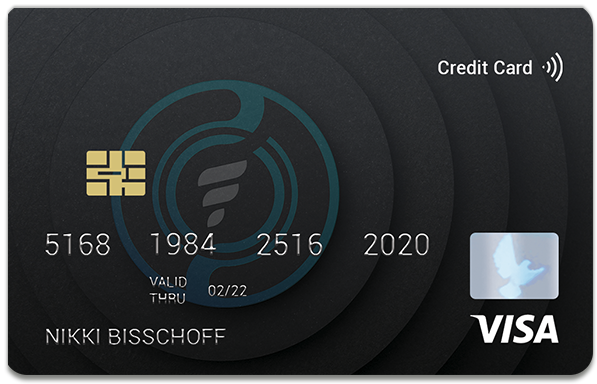 Credit Card
5168 1984 2516 2020
VALID THRU 02/22
NIKKI BISSCHOFF
VISA